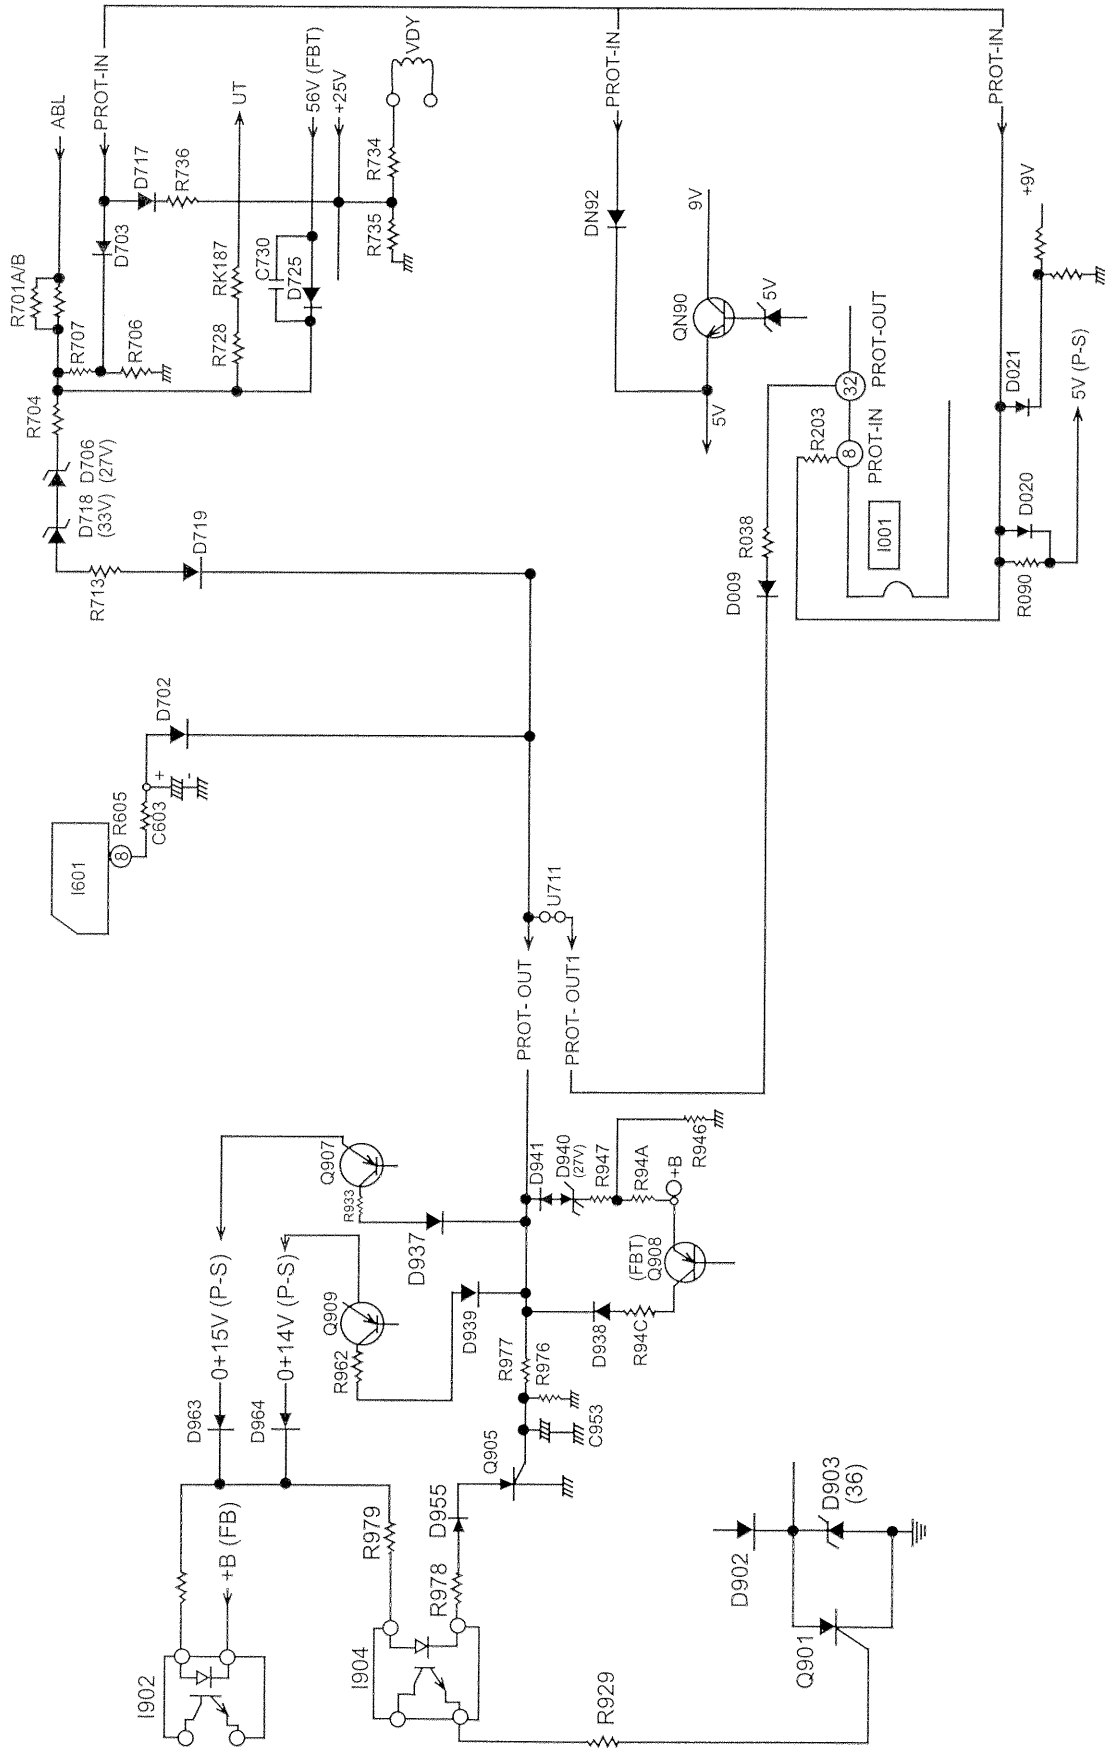 ABL
PROT-IN
R701A/B
R707
R706
D703
D717
R736
UT
56V (FBT)
+25V
VDY
R734
R735
C730
D725
RK187
R728
R704
D718 D706
(33V) (27V)
R713
D719
PROT-IN
DN92
9V
QN90
5V
5V
PROT-IN
+9V
PROT-OUT
32
R203
8
PROT-IN
I001
R038
D009
D021
5V (P-S)
D020
R090
D702
+
-
R605
C603
8
I601
U711
PROT- OUT
PROT- OUT1
Q907
R933
D937
D941
D940
(27V)
R947
R94A
R946
+B
(FBT)
Q908
D938
R94C
0+15V (P-S)
0+14V (P-S)
Q909
R962
D939
R977
R976
C953
Q905
D963
D964
+B (FB)
R979
D955
R978
I902
I904
R929
D902
D903
(36)
Q901